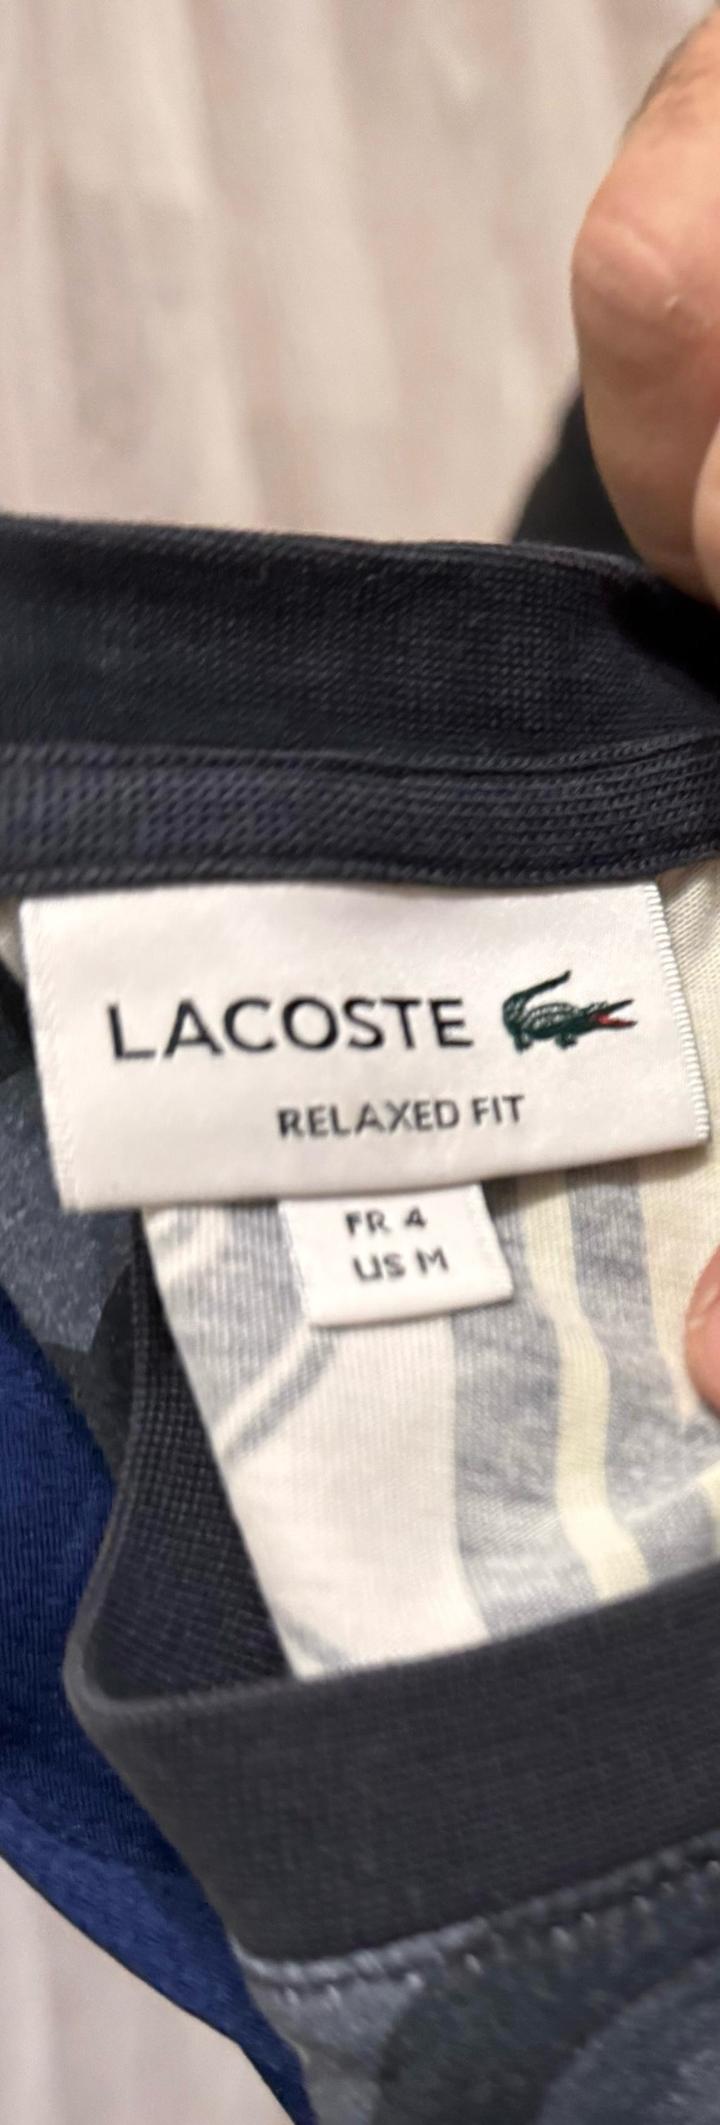 LACOSTE
RELAXED FIT
FR 4
US M